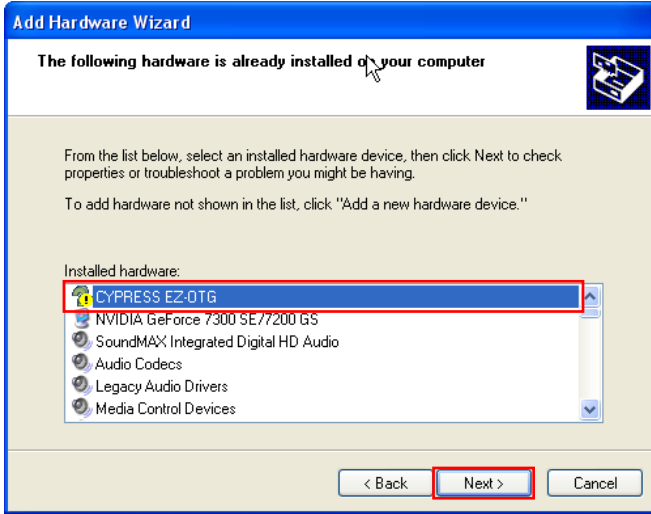 Add Hardware Wizard
The following hardware is already installed on your computer
From the list below, select an installed hardware device, then click Next to check
properties or troubleshoot a problem you might be having.
To add hardware not shown in the list, click "Add a new hardware device."
Installed hardware:
CYPRESS EZ-OTG
NVIDIA GeForce 7300 SE/7200 GS
SoundMAX Integrated Digital HD Audio
Audio Codecs
Legacy Audio Drivers
Media Control Devices
< Back Next > Cancel